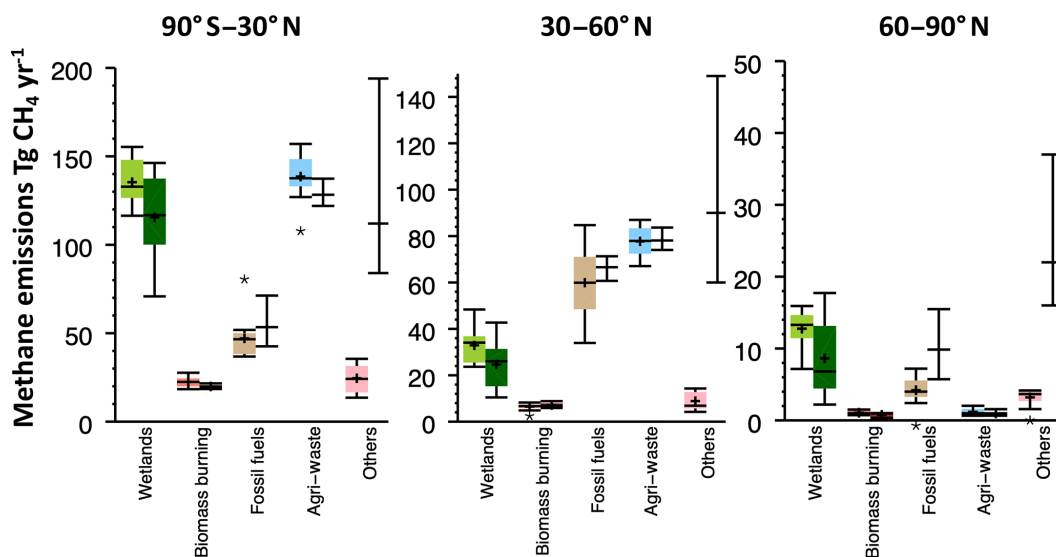 90°S–30°N
30–60°N
60–90°N
Methane emissions Tg CH4 yr-1
200
150
100
50
0
140
120
100
80
60
40
20
0
50
40
30
20
10
0
*
*
*
*
*
Wetlands
Biomass burning
Fossil fuels
Agri–waste
Others
Wetlands
Biomass burning
Fossil fuels
Agri–waste
Others
Wetlands
Biomass burning
Fossil fuels
Agri–waste
Others